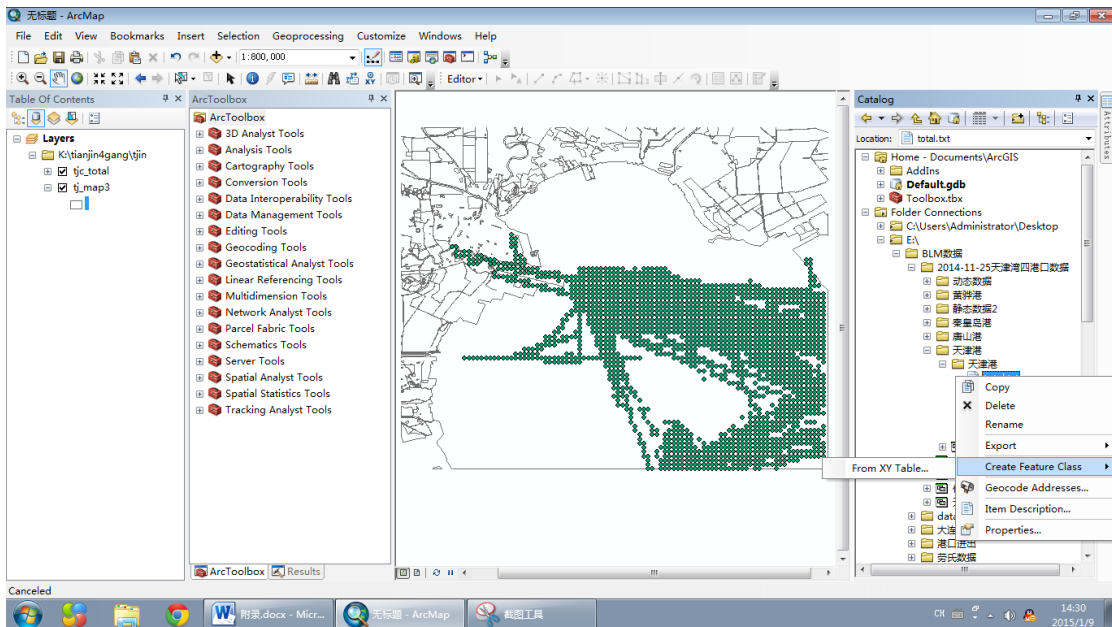 无标题 - ArcMap
File Edit View Bookmarks Insert Selection Geoprocessing Customize Windows Help
1:800,000
Editor
Table Of Contents
Layers
K:\tianjin4gang\tjin
tjc_total
tj_map3
ArcToolbox
ArcToolbox
3D Analyst Tools
Analysis Tools
Cartography Tools
Conversion Tools
Data Interoperability Tools
Data Management Tools
Editing Tools
Geocoding Tools
Geostatistical Analyst Tools
Linear Referencing Tools
Multidimension Tools
Network Analyst Tools
Parcel Fabric Tools
Schematics Tools
Server Tools
Spatial Analyst Tools
Spatial Statistics Tools
Tracking Analyst Tools
ArcToolbox Results
Catalog
Location: total.txt
Home - Documents\ArcGIS
AddIns
Default.gdb
Toolbox.tbx
Folder Connections
C:\Users\Administrator\Desktop
E:\
BLM数据
2014-11-25天津湾四港口数据
动态数据
黄骅港
静态数据2
秦皇岛港
唐山港
天津港
天津港
Copy
Delete
Rename
Export
Create Feature Class
From XY Table...
Geocode Addresses...
Item Description...
Properties...
data
大连
港口进出
劳氏数据
Attributes
Canceled
附录.docx - Micr...
无标题 - ArcMap
截图工具
CH
14:30
2015/1/9